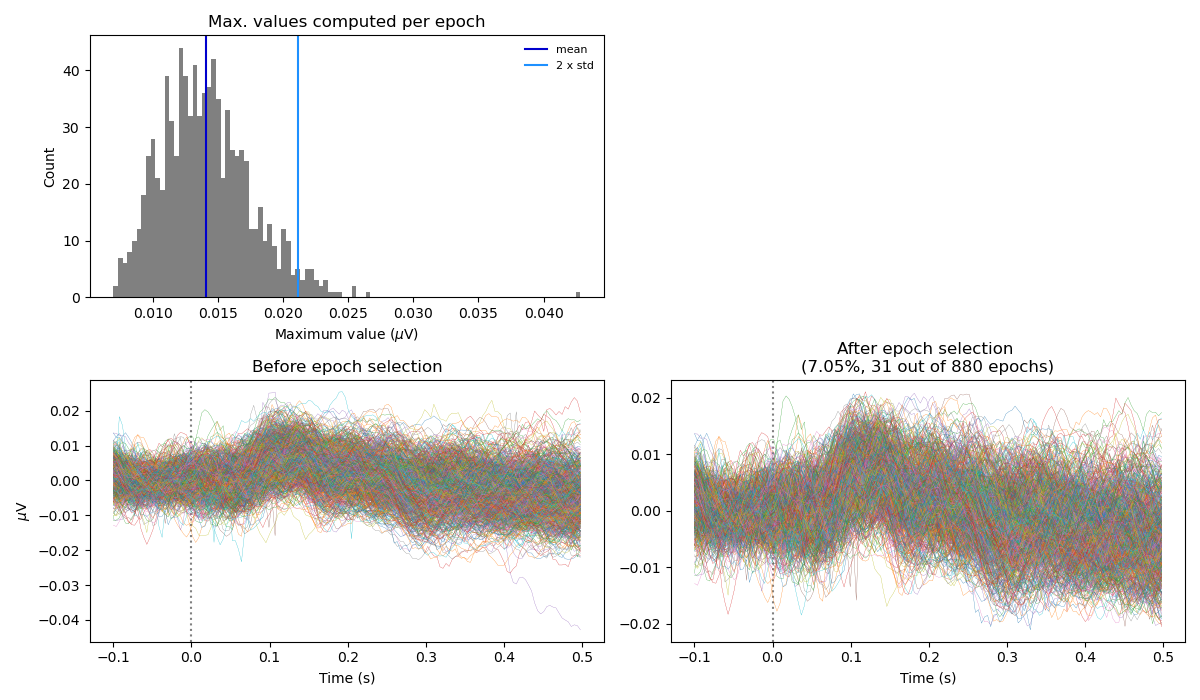 Max. values computed per epoch
mean
2 x std
40
30
20
10
0
Count
0.010 0.015 0.020 0.025 0.030 0.035 0.040
Maximum value (μV)
Before epoch selection
0.02
0.01
0.00
−0.01
−0.02
−0.03
−0.04
μV
−0.1 0.0 0.1 0.2 0.3 0.4 0.5
Time (s)
After epoch selection
(7.05%, 31 out of 880 epochs)
0.02
0.01
0.00
−0.01
−0.02
−0.1 0.0 0.1 0.2 0.3 0.4 0.5
Time (s)